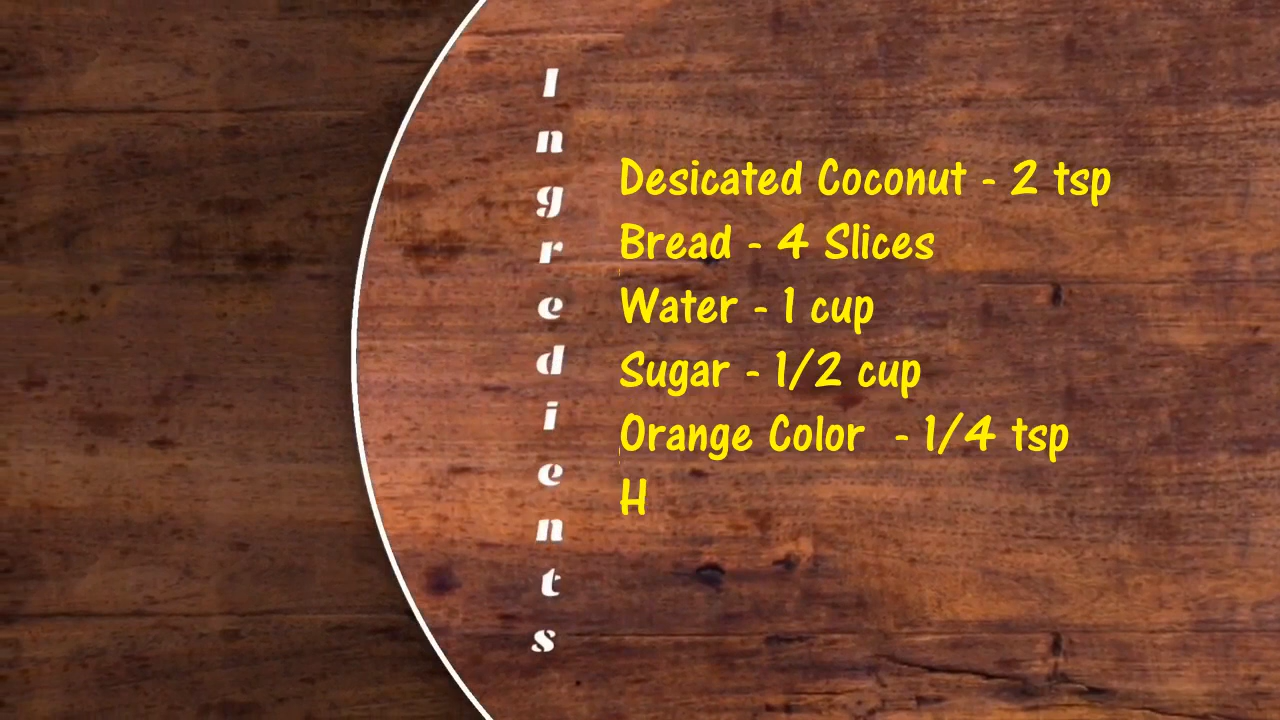 Ingredients
Desicated Coconut - 2 tsp
Bread - 4 Slices
Water - 1 cup
Sugar - 1/2 cup
Orange Color - 1/4 tsp
H